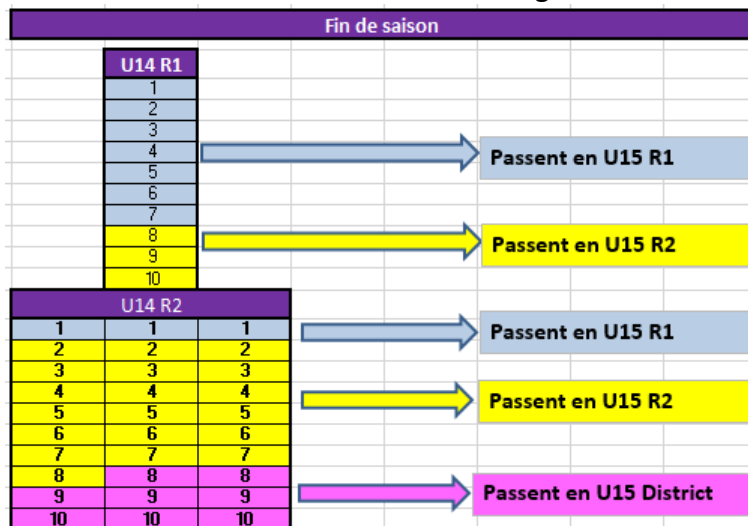 Fin de saison
U14 R1
1
2
3
4 Passent en U15 R1
5
6
7
8 Passent en U15 R2
9
10
U14 R2
1 1 1 Passent en U15 R1
2 2 2
3 3 3
4 4 4 Passent en U15 R2
5 5 5
6 6 6
7 7 7
8 8 8
9 9 9 Passent en U15 District
10 10 10